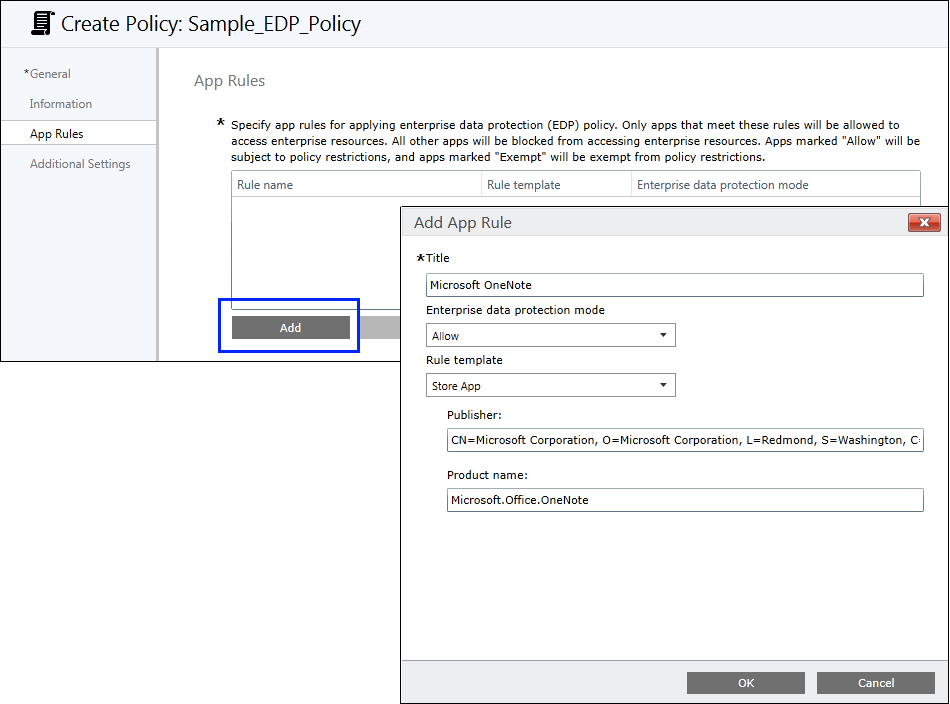 Create Policy: Sample_EDP_Policy
*General
Information
App Rules
Additional Settings
App Rules
* Specify app rules for applying enterprise data protection (EDP) policy. Only apps that meet these rules will be allowed to
access enterprise resources. All other apps will be blocked from accessing enterprise resources. Apps marked "Allow" will be
subject to policy restrictions, and apps marked "Exempt" will be exempt from policy restrictions.
Rule name Rule template Enterprise data protection mode
Add
Add App Rule
*Title
Microsoft OneNote
Enterprise data protection mode
Allow
Rule template
Store App
Publisher:
CN=Microsoft Corporation, O=Microsoft Corporation, L=Redmond, S=Washington, C=
Product name:
Microsoft.Office.OneNote
OK Cancel